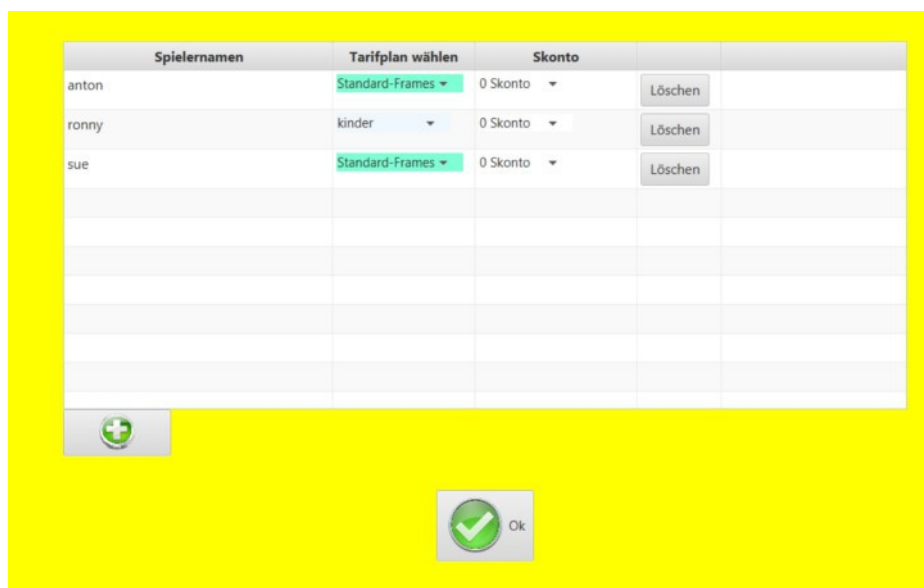 Spielernamen Tarifplan wählen Skonto
anton Standard-Frames 0 Skonto Löschen
ronny kinder 0 Skonto Löschen
sue Standard-Frames 0 Skonto Löschen
Ok